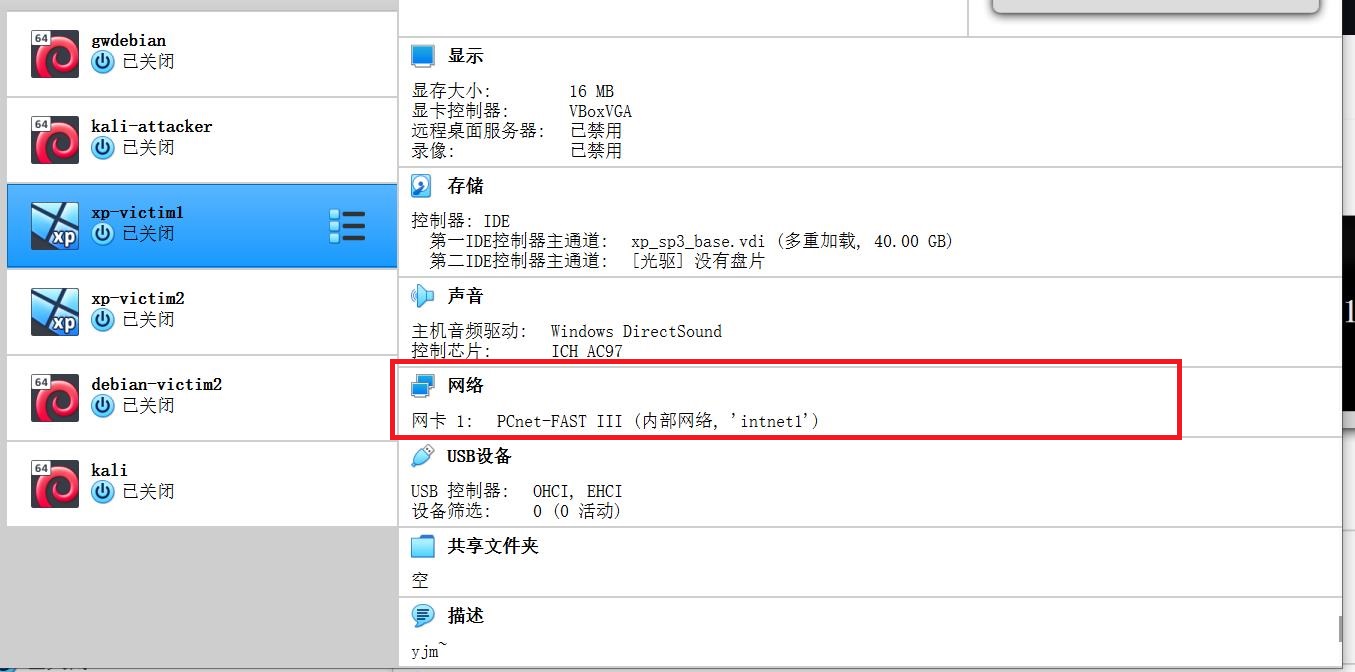 64
gwdebian
已关闭
64
kali-attacker
已关闭
xp
xp-victim1
已关闭
xp
xp-victim2
已关闭
64
debian-victim2
已关闭
64
kali
已关闭
显示
显存大小: 16 MB
显卡控制器: VBoxVGA
远程桌面服务器: 已禁用
录像: 已禁用
存储
控制器: IDE
第一IDE控制器主通道: xp_sp3_base.vdi (多重加载, 40.00 GB)
第二IDE控制器主通道: [光驱] 没有盘片
声音
主机音频驱动: Windows DirectSound
控制芯片: ICH AC97
网络
网卡 1: PCnet-FAST III (内部网络, 'intnet1')
USB设备
USB 控制器: OHCI, EHCI
设备筛选: 0 (0 活动)
共享文件夹
空
描述
yjm~
1